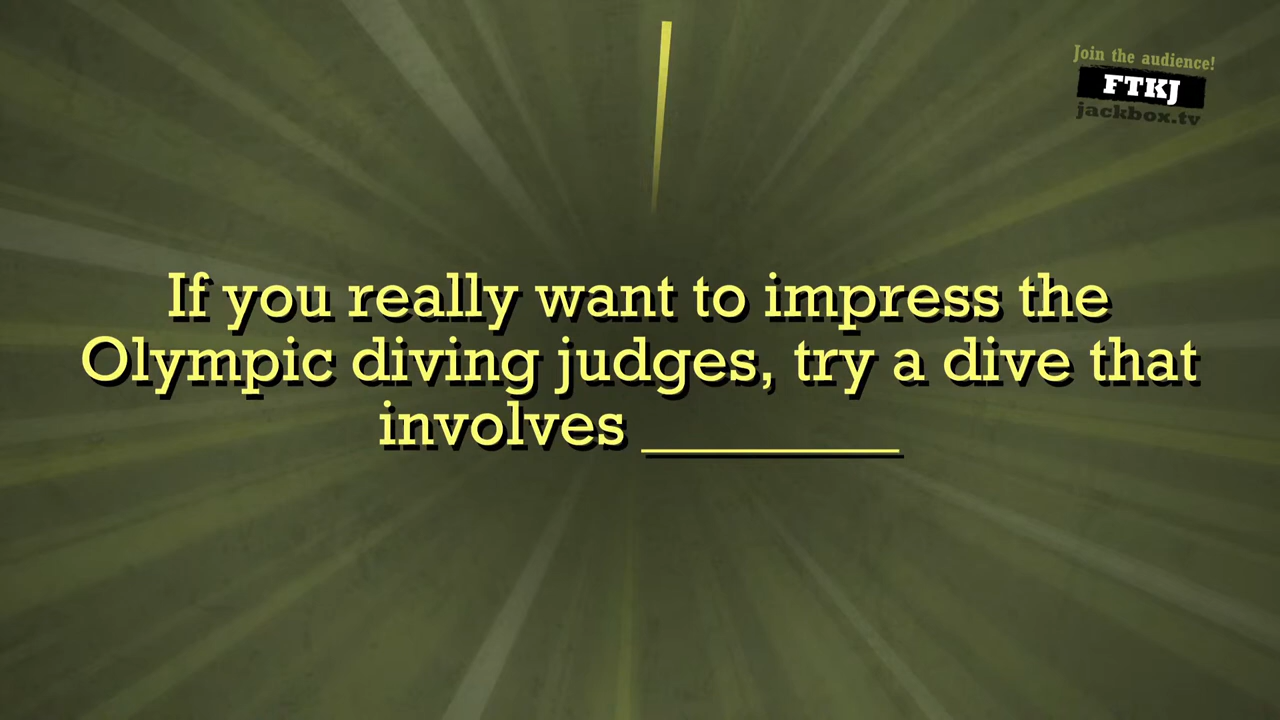 Join the audience!
FTKJ
jackbox.tv
If you really want to impress the
Olympic diving judges, try a dive that
involves ________